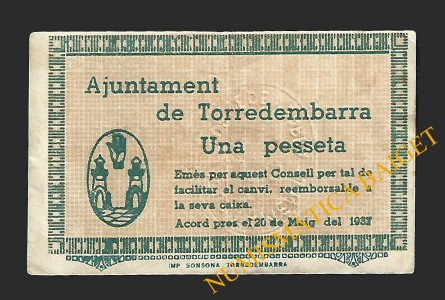 Ajuntament
de Torredembarra
Una pesseta
Emès per aquest Consell per tal de
facilitar el canvi, reemborsable a
la seva caixa.
Acord pres el 20 de Maig del 1937
IMP SONSONA TORREDEMBARRA
NUMISMATICA BAGET